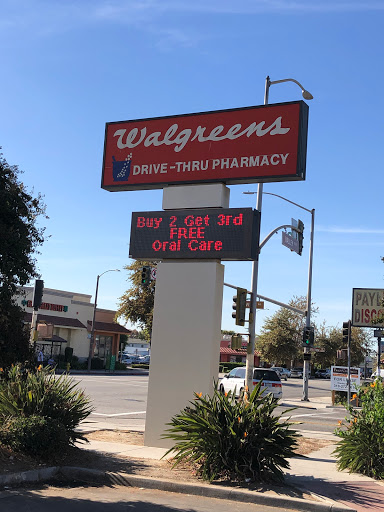 Walgreens
DRIVE-THRU PHARMACY
Buy 2 Get 3rd
FREE
Oral Care